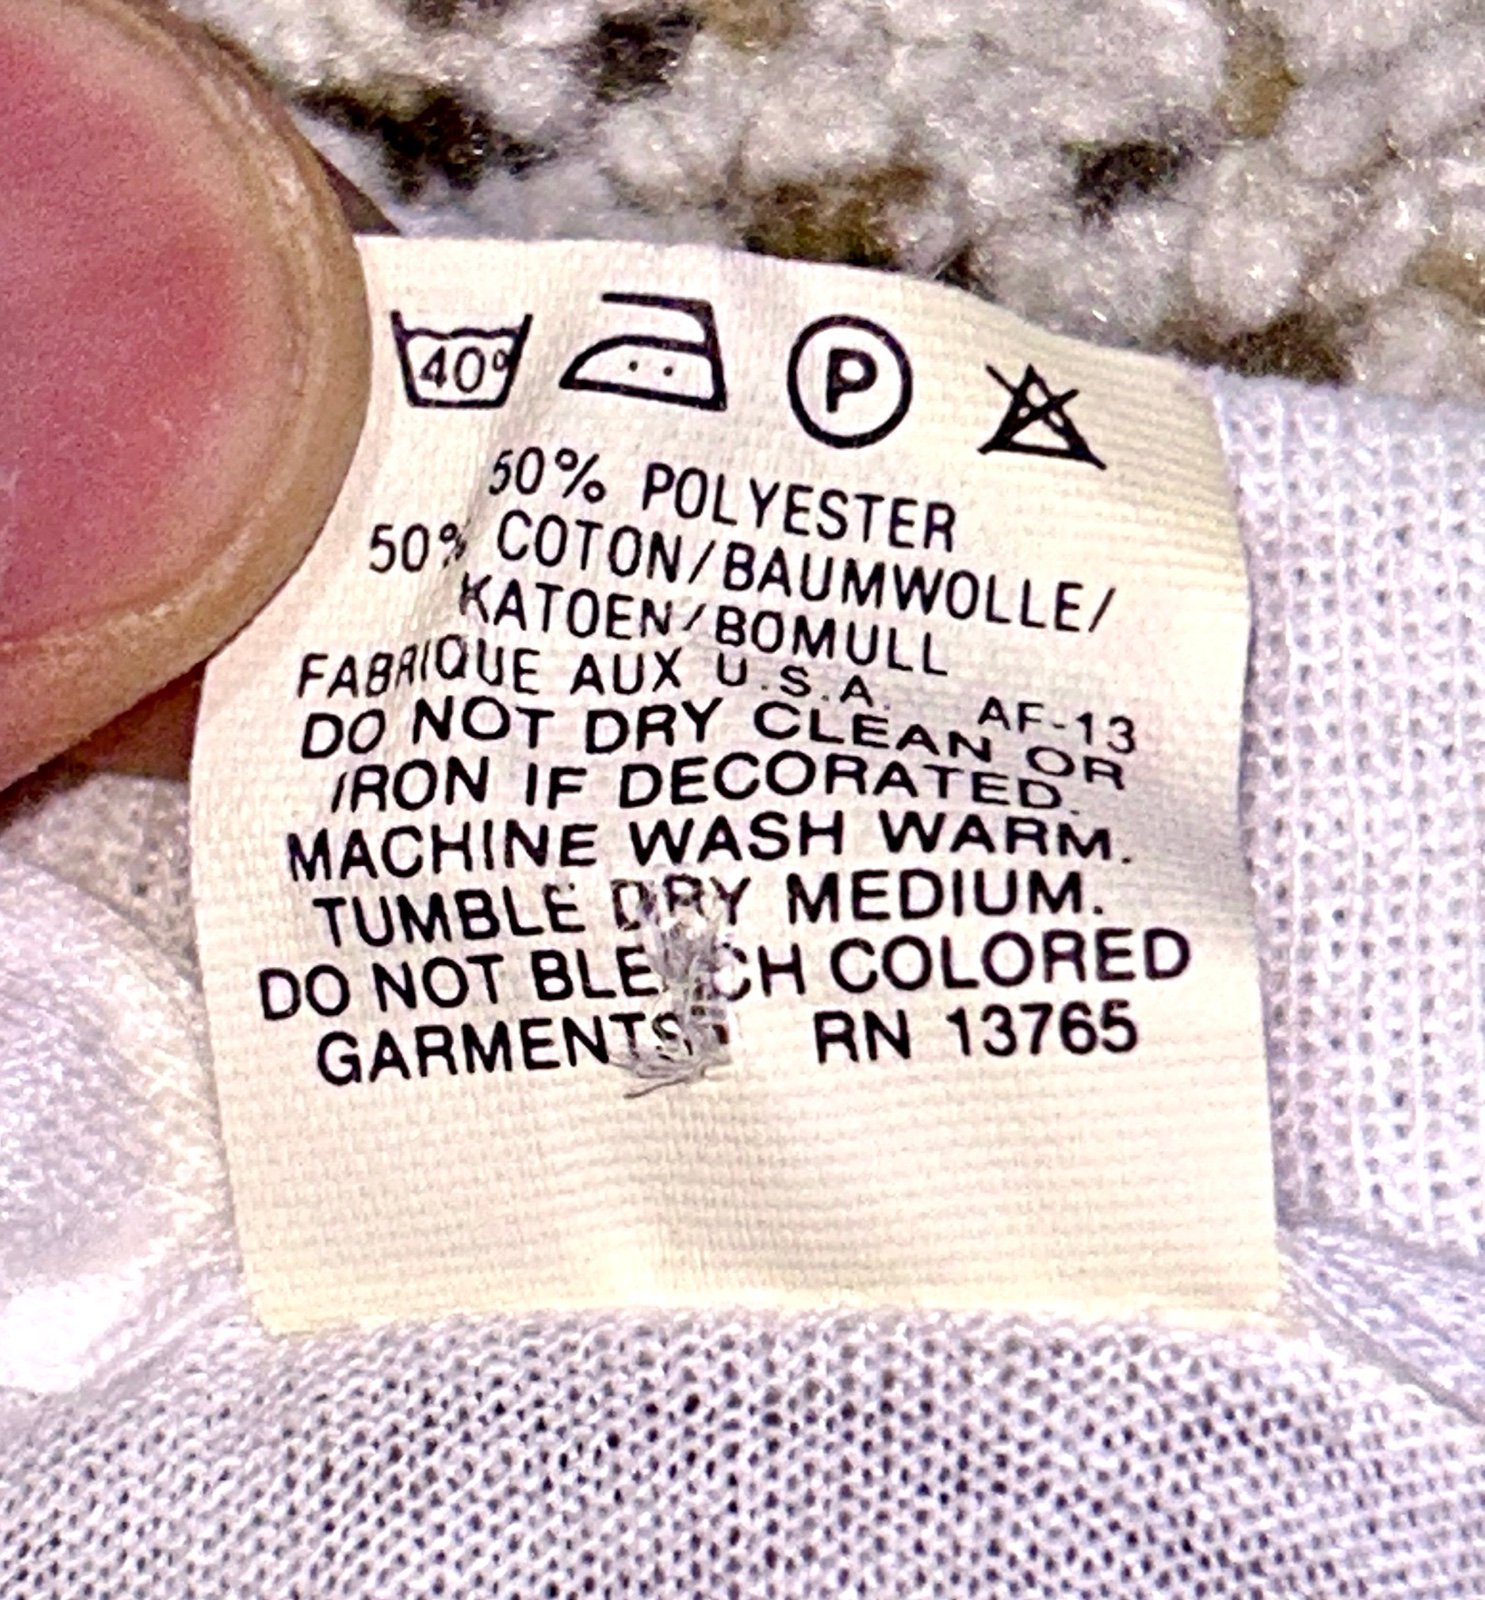 40°
P
50% POLYESTER
50% COTON/BAUMWOLLE/
KATOEN/BOMULL
FABRIQUE AUX U.S.A. AF-13
DO NOT DRY CLEAN OR
IRON IF DECORATED.
MACHINE WASH WARM.
TUMBLE DRY MEDIUM.
DO NOT BLEACH COLORED
GARMENTS. RN 13765